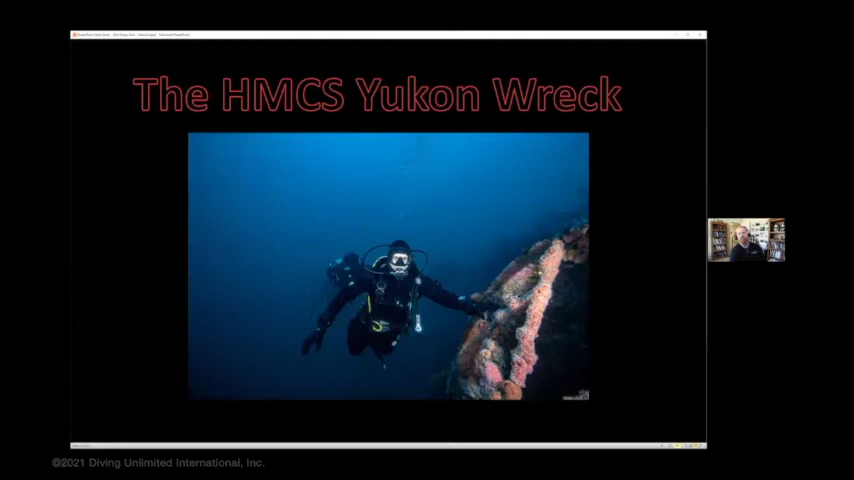 The HMCS Yukon Wreck
©2021 Diving Unlimited International, Inc.